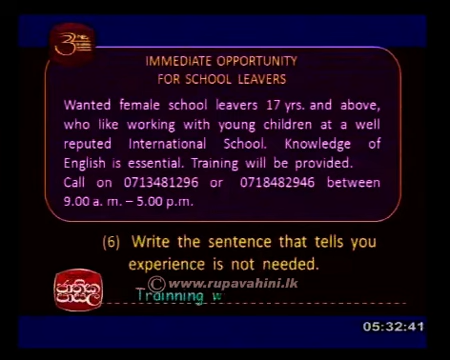 IMMEDIATE OPPORTUNITY
FOR SCHOOL LEAVERS
Wanted female school leavers 17 yrs. and above,
who like working with young children at a well
reputed International School. Knowledge of
English is essential. Training will be provided.
Call on 0713481296 or 0718482946 between
9.00 a. m. – 5.00 p.m.
(6) Write the sentence that tells you
experience is not needed.
©www.rupavahini.lk
Trainning w
ජාතික
පාසල
05:32:41